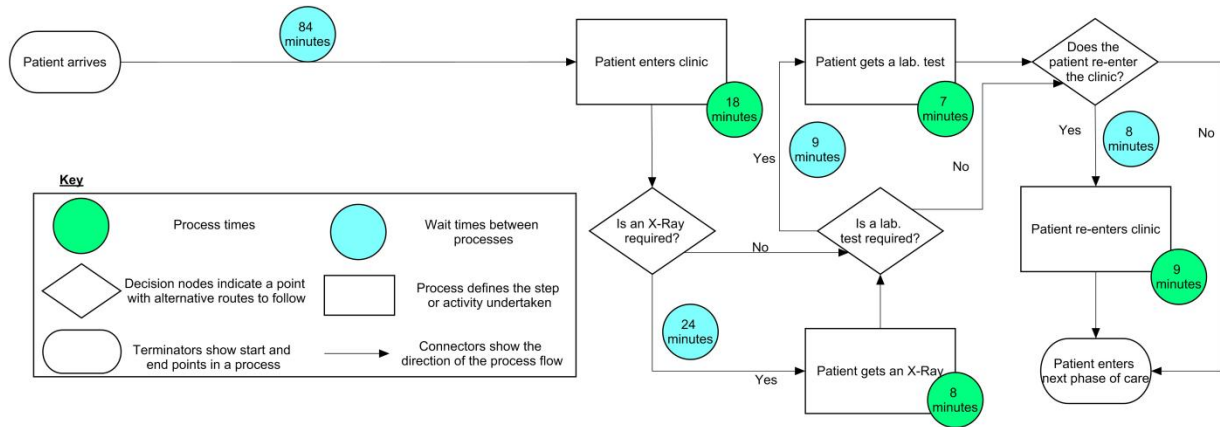 84
minutes
Patient arrives
Patient enters clinic
18
minutes
Patient gets a lab. test
7
minutes
Does the
patient re-enter
the clinic?
Yes
8
minutes
No
9
minutes
Yes
No
Is an X-Ray
required?
No
Is a lab.
test required?
Patient re-enters clinic
9
minutes
24
minutes
Yes
Patient gets an X-Ray
8
minutes
Patient enters
next phase of care
Key
Process times
Wait times between
processes
Decision nodes indicate a point
with alternative routes to follow
Process defines the step
or activity undertaken
Terminators show start and
end points in a process
Connectors show the
direction of the process flow